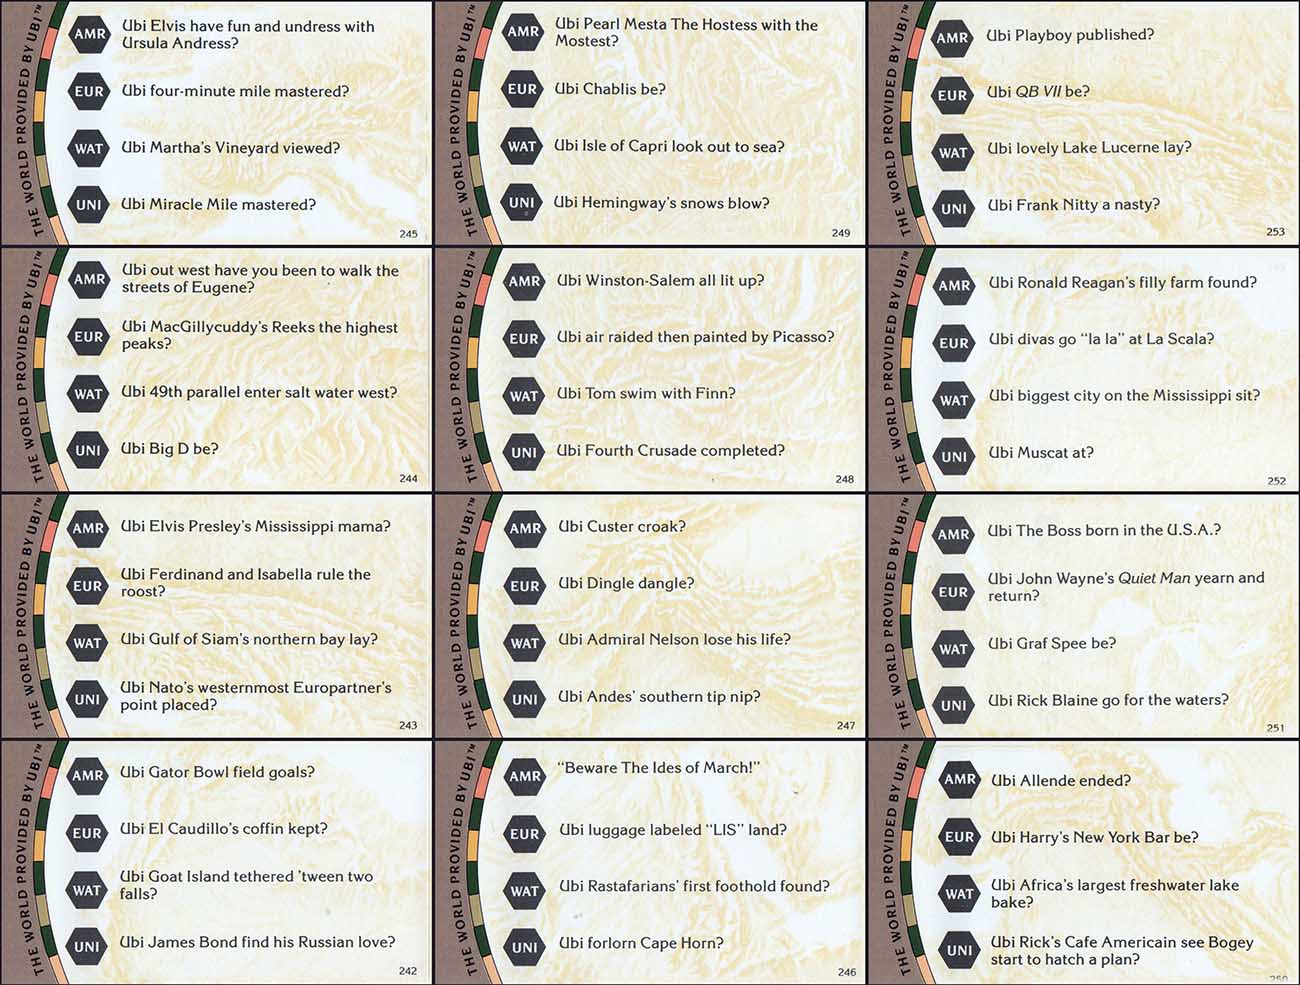 THE WORLD PROVIDED BY UBI™
AMR Ubi Elvis have fun and undress with
Ursula Andress?
EUR Ubi four-minute mile mastered?
WAT Ubi Martha's Vineyard viewed?
UNI Ubi Miracle Mile mastered?
245
THE WORLD PROVIDED BY UBI™
AMR Ubi Pearl Mesta The Hostess with the
Mostest?
EUR Ubi Chablis be?
WAT Ubi Isle of Capri look out to sea?
UNI Ubi Hemingway's snows blow?
249
THE WORLD PROVIDED BY UBI™
AMR Ubi Playboy published?
EUR Ubi QB VII be?
WAT Ubi lovely Lake Lucerne lay?
UNI Ubi Frank Nitty a nasty?
253
THE WORLD PROVIDED BY UBI™
AMR Ubi out west have you been to walk the
streets of Eugene?
EUR Ubi MacGillycuddy's Reeks the highest
peaks?
WAT Ubi 49th parallel enter salt water west?
UNI Ubi Big D be?
244
THE WORLD PROVIDED BY UBI™
AMR Ubi Winston-Salem all lit up?
EUR Ubi air raided then painted by Picasso?
WAT Ubi Tom swim with Finn?
UNI Ubi Fourth Crusade completed?
248
THE WORLD PROVIDED BY UBI™
AMR Ubi Ronald Reagan's filly farm found?
EUR Ubi divas go "la la" at La Scala?
WAT Ubi biggest city on the Mississippi sit?
UNI Ubi Muscat at?
252
THE WORLD PROVIDED BY UBI™
AMR Ubi Elvis Presley's Mississippi mama?
EUR Ubi Ferdinand and Isabella rule the
roost?
WAT Ubi Gulf of Siam's northern bay lay?
UNI Ubi Nato's westernmost Europartner's
point placed?
243
THE WORLD PROVIDED BY UBI™
AMR Ubi Custer croak?
EUR Ubi Dingle dangle?
WAT Ubi Admiral Nelson lose his life?
UNI Ubi Andes' southern tip nip?
247
THE WORLD PROVIDED BY UBI™
AMR Ubi The Boss born in the U.S.A.?
EUR Ubi John Wayne's Quiet Man yearn and
return?
WAT Ubi Graf Spee be?
UNI Ubi Rick Blaine go for the waters?
251
THE WORLD PROVIDED BY UBI™
AMR Ubi Gator Bowl field goals?
EUR Ubi El Caudillo's coffin kept?
WAT Ubi Goat Island tethered 'tween two
falls?
UNI Ubi James Bond find his Russian love?
242
THE WORLD PROVIDED BY UBI™
AMR "Beware The Ides of March!"
EUR Ubi luggage labeled "LIS" land?
WAT Ubi Rastafarians' first foothold found?
UNI Ubi forlorn Cape Horn?
246
THE WORLD PROVIDED BY UBI™
AMR Ubi Allende ended?
EUR Ubi Harry's New York Bar be?
WAT Ubi Africa's largest freshwater lake
bake?
UNI Ubi Rick's Cafe Americain see Bogey
start to hatch a plan?
250